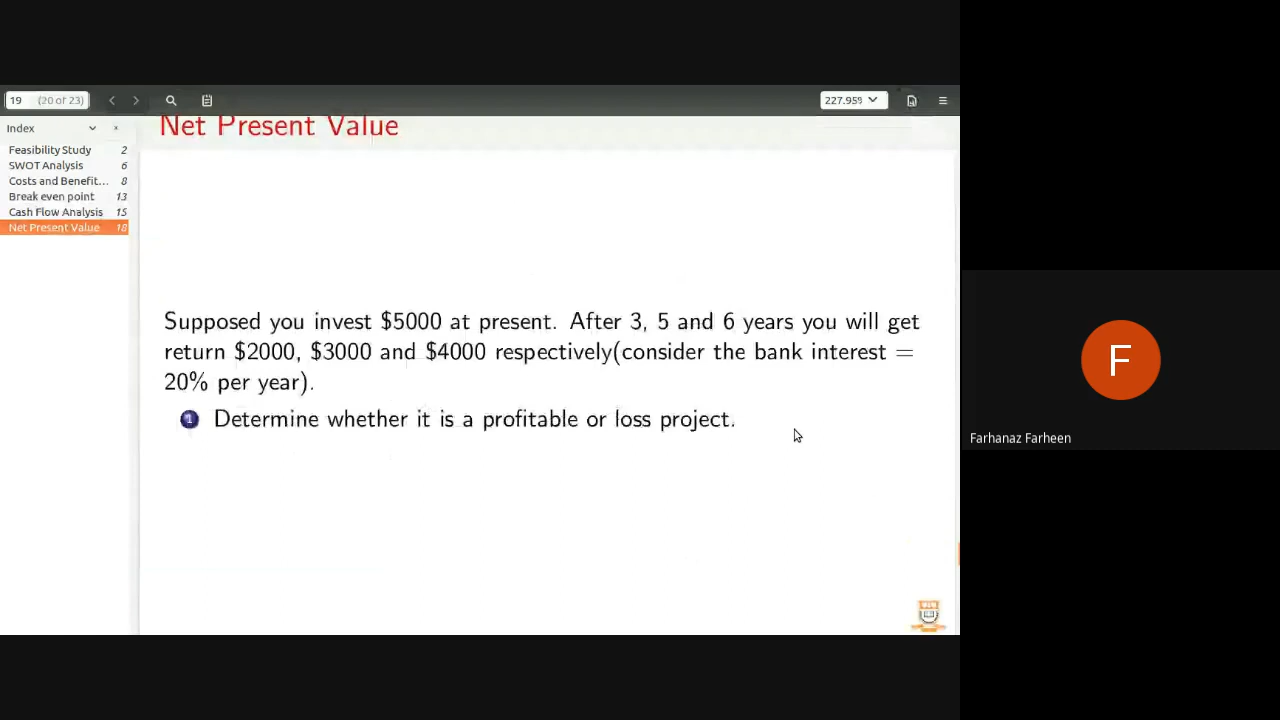 19 (20 of 23)
227.95%
Index
Feasibility Study 2
SWOT Analysis 6
Costs and Benefit... 8
Break even point 13
Cash Flow Analysis 15
Net Present Value 18
Net Present Value
Supposed you invest $5000 at present. After 3, 5 and 6 years you will get
return $2000, $3000 and $4000 respectively(consider the bank interest =
20% per year).
1 Determine whether it is a profitable or loss project.
F
Farhanaz Farheen